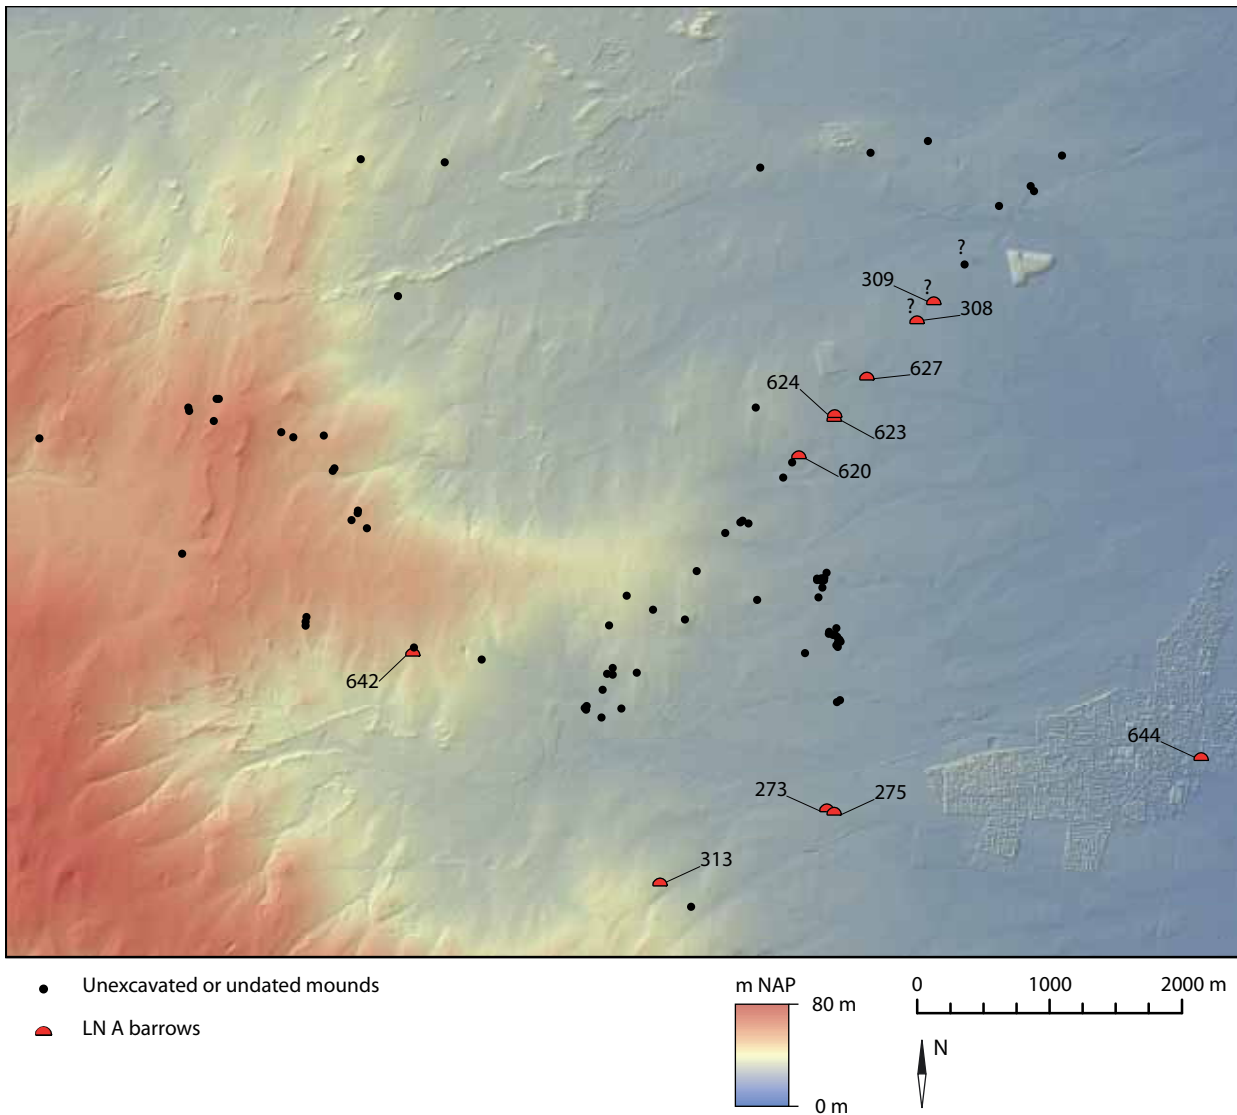 ?
309
?
?
308
627
624
623
620
642
644
273
275
313
Unexcavated or undated mounds
LN A barrows
m NAP
80 m
0 m
0 1000 2000 m
N